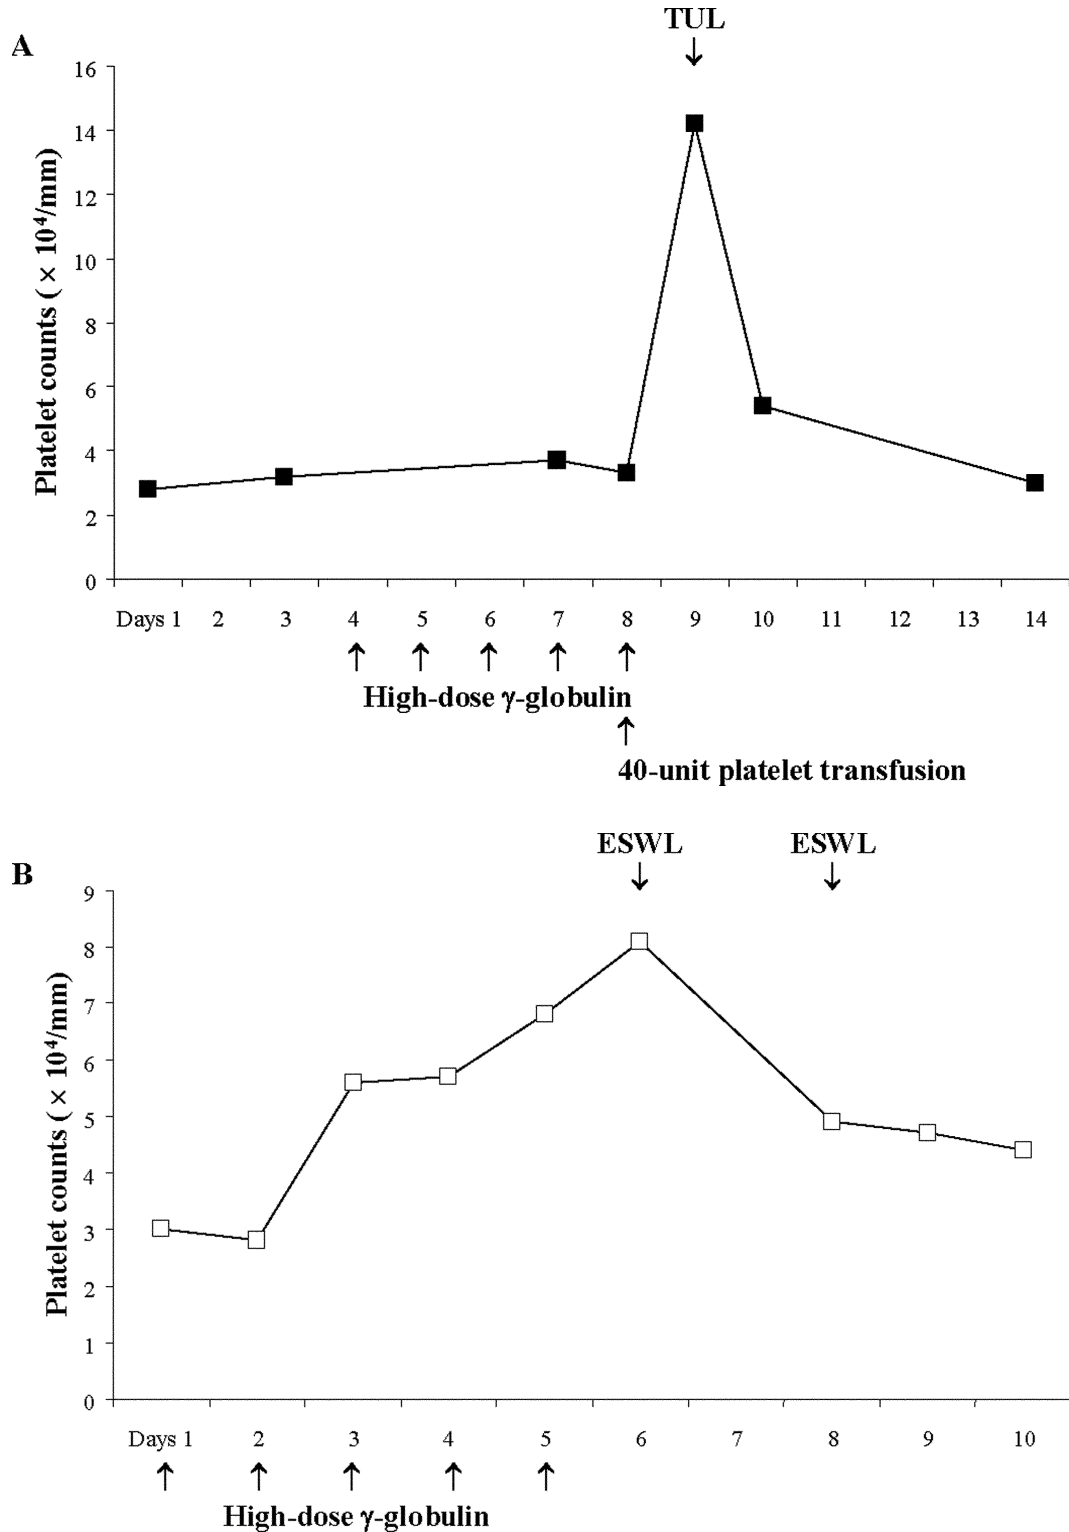 TUL
A
16
14
12
10
8
6
4
2
0
Platelet counts ( × 10⁴/mm)
Days 1 2 3 4 5 6 7 8 9 10 11 12 13 14
High-dose γ-globulin
40-unit platelet transfusion
ESWL ESWL
B
9
8
7
6
5
4
3
2
1
0
Platelet counts ( × 10⁴/mm)
Days 1 2 3 4 5 6 7 8 9 10
High-dose γ-globulin